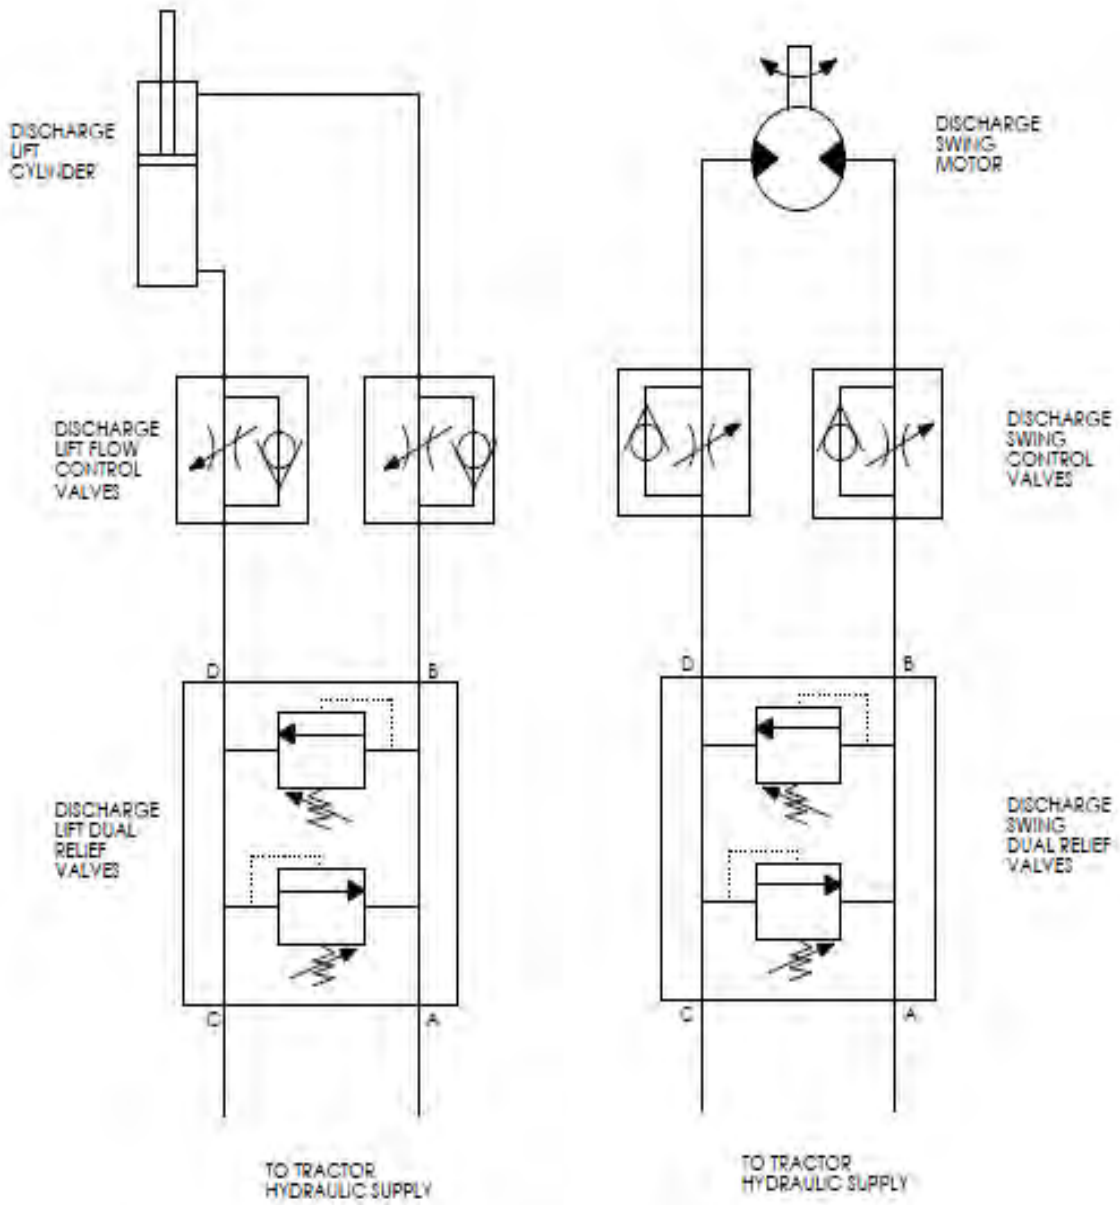 DISCHARGE
LIFT
CYLINDER
DISCHARGE
SWING
MOTOR
DISCHARGE
LIFT FLOW
CONTROL
VALVES
DISCHARGE
SWING
CONTROL
VALVES
D
B
D
B
DISCHARGE
LIFT DUAL
RELIEF
VALVES
DISCHARGE
SWING
DUAL RELIEF
VALVES
C
A
C
A
TO TRACTOR
HYDRAULIC SUPPLY
TO TRACTOR
HYDRAULIC SUPPLY